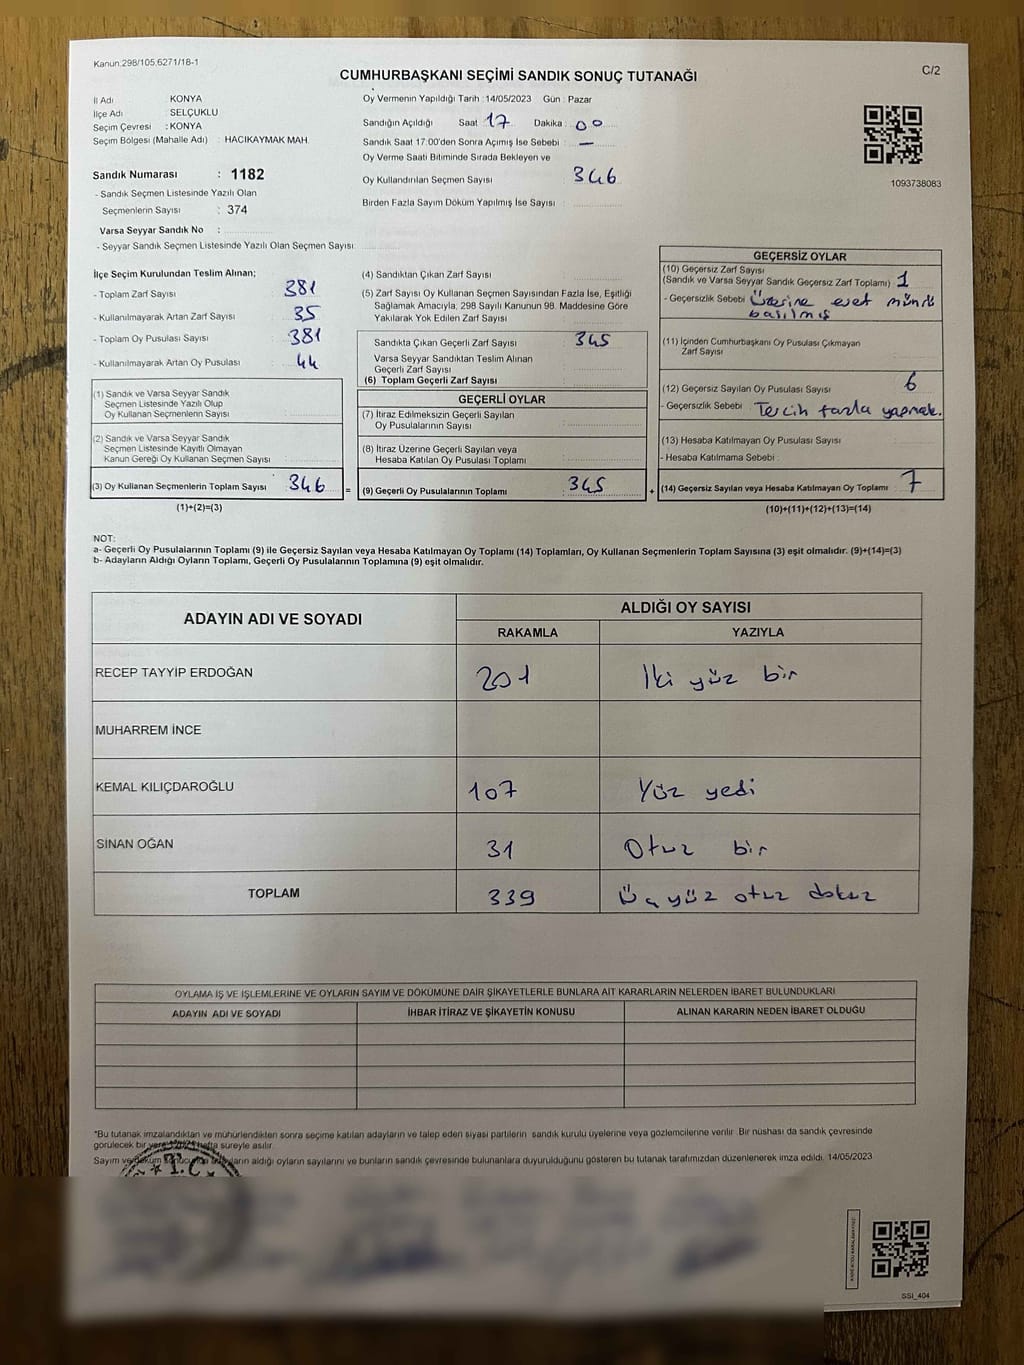 Kanun:298/105,6271/18-1
CUMHURBAŞKANI SEÇİMİ SANDIK SONUÇ TUTANAĞI
C/2
İl Adı KONYA
İlçe Adı : SELÇUKLU
Seçim Çevresi : KONYA
Seçim Bölgesi (Mahalle Adı) : HACIKAYMAK MAH.
Oy Vermenin Yapıldığı Tarih :14/05/2023 Gün : Pazar
Sandığın Açıldığı Saat : 17 Dakika : 00
Sandık Saat 17:00'den Sonra Açımış İse Sebebi : —
Oy Verme Saati Bitiminde Sırada Bekleyen ve
Oy Kullandırılan Seçmen Sayısı : 346
Birden Fazla Sayım Döküm Yapılmış İse Sayısı :
1093738083
Sandık Numarası : 1182
- Sandık Seçmen Listesinde Yazılı Olan
Seçmenlerin Sayısı : 374
Varsa Seyyar Sandık No :
- Seyyar Sandık Seçmen Listesinde Yazılı Olan Seçmen Sayısı:
İlçe Seçim Kurulundan Teslim Alınan;
- Toplam Zarf Sayısı : 381
- Kullanılmayarak Artan Zarf Sayısı : 35
- Toplam Oy Pusulası Sayısı : 381
- Kullanılmayarak Artan Oy Pusulası : 44
(1) Sandık ve Varsa Seyyar Sandık
Seçmen Listesinde Yazılı Olup
Oy Kullanan Seçmenlerin Sayısı :
(2) Sandık ve Varsa Seyyar Sandık
Seçmen Listesinde Kayıtlı Olmayan
Kanun Gereği Oy Kullanan Seçmen Sayısı :
(3) Oy Kullanan Seçmenlerin Toplam Sayısı : 346 =
(1)+(2)=(3)
(4) Sandıktan Çıkan Zarf Sayısı :
(5) Zarf Sayısı Oy Kullanan Seçmen Sayısından Fazla İse, Eşitliği
Sağlamak Amacıyla; 298 Sayılı Kanunun 98. Maddesine Göre
Yakılarak Yok Edilen Zarf Sayısı :
Sandıkta Çıkan Geçerli Zarf Sayısı : 345
Varsa Seyyar Sandıktan Teslim Alınan
Geçerli Zarf Sayısı :
(6) Toplam Geçerli Zarf Sayısı :
GEÇERLİ OYLAR
(7) İtiraz Edilmeksizin Geçerli Sayılan
Oy Pusulalarının Sayısı :
(8) İtiraz Üzerine Geçerli Sayılan veya
Hesaba Katılan Oy Pusulası Toplamı :
(9) Geçerli Oy Pusulalarının Toplamı : 345 +
GEÇERSİZ OYLAR
(10) Geçersiz Zarf Sayısı
(Sandık ve Varsa Seyyar Sandık Geçersiz Zarf Toplamı) : 1
- Geçersizlik Sebebi : Üzerine evet mührü
basılmış
(11) İçinden Cumhurbaşkanı Oy Pusulası Çıkmayan
Zarf Sayısı :
(12) Geçersiz Sayılan Oy Pusulası Sayısı : 6
- Geçersizlik Sebebi : Tercih fazla yapmak.
(13) Hesaba Katılmayan Oy Pusulası Sayısı :
- Hesaba Katılmama Sebebi :
(14) Geçersiz Sayılan veya Hesaba Katılmayan Oy Toplamı : 7
(10)+(11)+(12)+(13)=(14)
NOT:
a- Geçerli Oy Pusulalarının Toplamı (9) ile Geçersiz Sayılan veya Hesaba Katılmayan Oy Toplamı (14) Toplamları, Oy Kullanan Seçmenlerin Toplam Sayısına (3) eşit olmalıdır. (9)+(14)=(3)
b- Adayların Aldığı Oyların Toplamı, Geçerli Oy Pusulalarının Toplamına (9) eşit olmalıdır.
ADAYIN ADI VE SOYADI ALDIĞI OY SAYISI
RAKAMLA YAZIYLA
RECEP TAYYİP ERDOĞAN 201 İki yüz bir
MUHARREM İNCE
KEMAL KILIÇDAROĞLU 107 Yüz yedi
SİNAN OĞAN 31 Otuz bir
TOPLAM 339 Üç yüz otuz dokuz
OYLAMA İŞ VE İŞLEMLERİNE VE OYLARIN SAYIM VE DÖKÜMÜNE DAİR ŞİKAYETLERLE BUNLARA AİT KARARLARIN NELERDEN İBARET BULUNDUKLARI
ADAYIN ADI VE SOYADI İHBAR İTİRAZ VE ŞİKAYETİN KONUSU ALINAN KARARIN NEDEN İBARET OLDUĞU
*Bu tutanak imzalandıktan ve mühürlendikten sonra seçime katılan adayların ve talep eden siyasi partilerin sandık kurulu üyelerine veya gözlemcilerine verilir. Bir nüshası da sandık çevresinde
görülecek bir yere hafta süreyle asılır.
Sayım ve döküm sonucunda adayların aldığı oyların sayılarını ve bunların sandık çevresinde bulunanlara duyurulduğunu gösteren bu tutanak tarafımızdan düzenlenerek imza edildi. 14/05/2023
T.C
SSİ_404